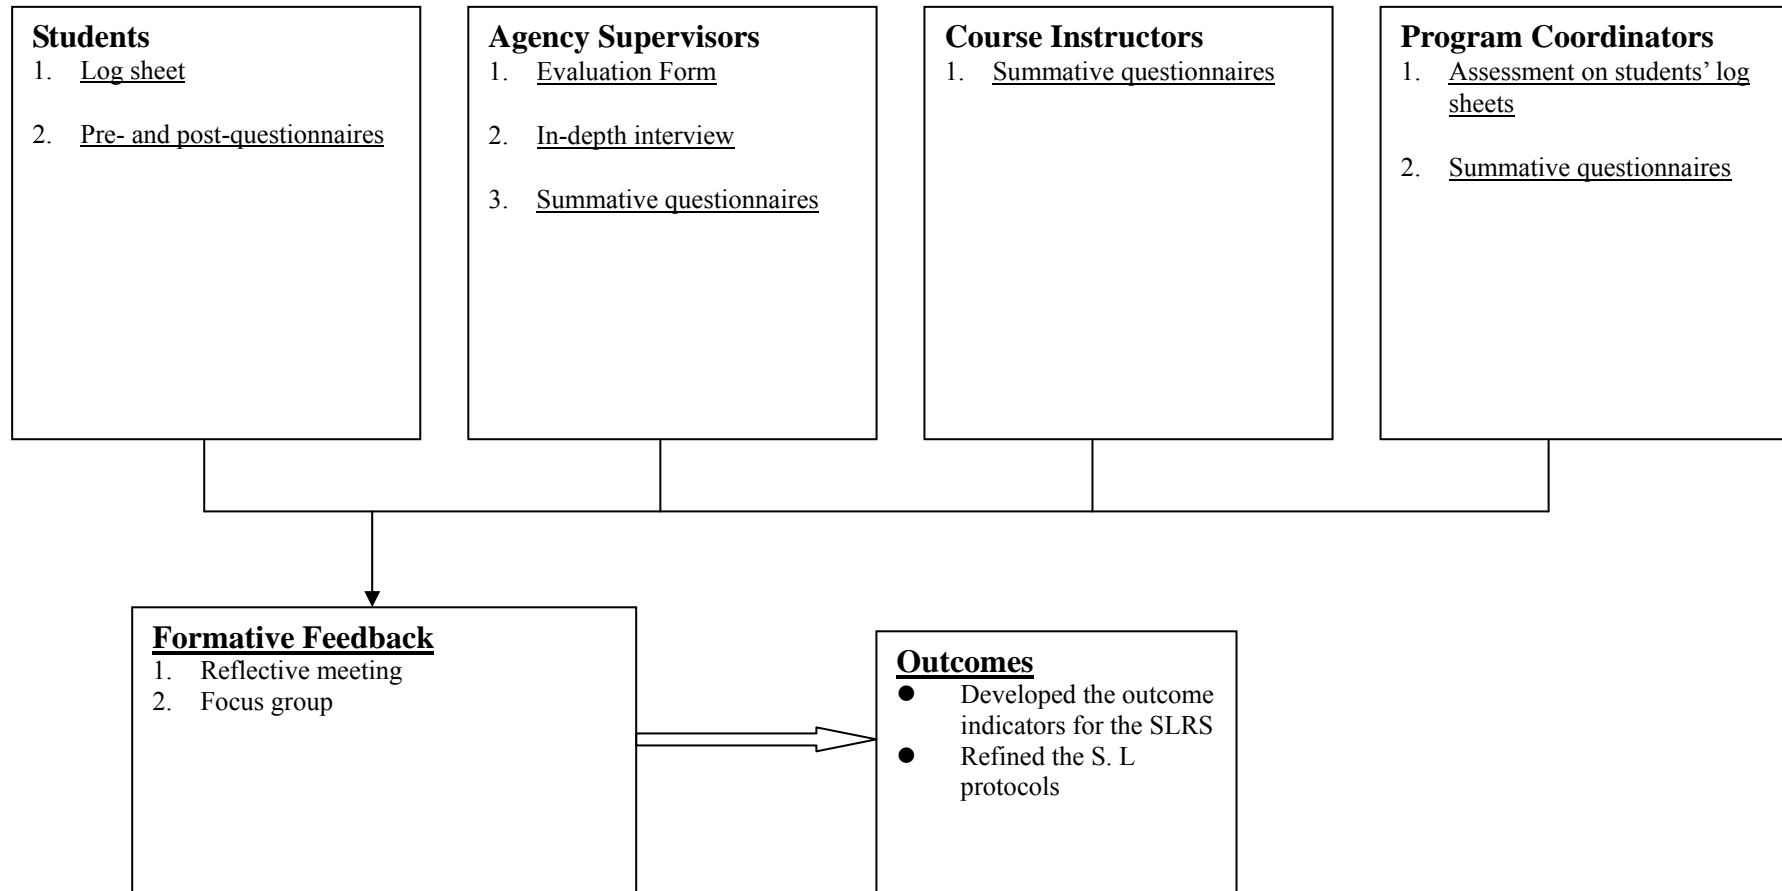 Students
1. Log sheet
2. Pre- and post-questionnaires
Agency Supervisors
1. Evaluation Form
2. In-depth interview
3. Summative questionnaires
Course Instructors
1. Summative questionnaires
Program Coordinators
1. Assessment on students’ log
sheets
2. Summative questionnaires
Formative Feedback
1. Reflective meeting
2. Focus group
Outcomes
● Developed the outcome
indicators for the SLRS
● Refined the S. L
protocols